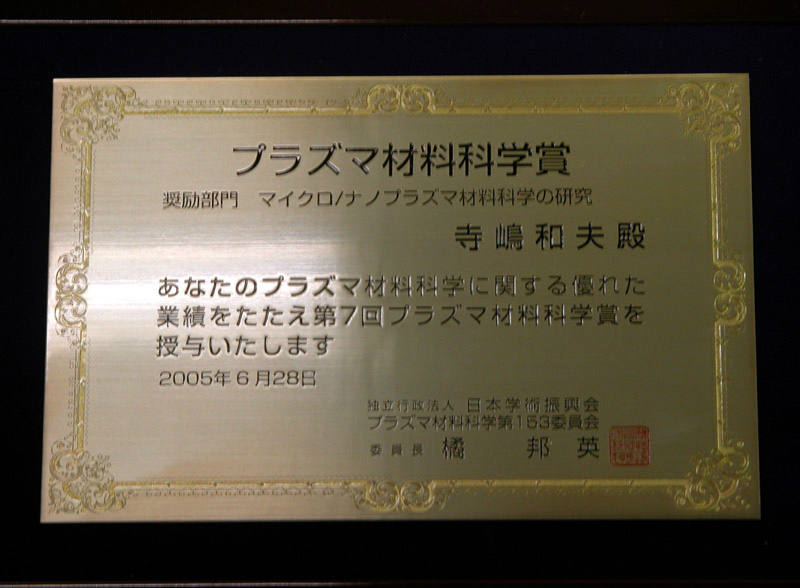 プラズマ材料科学賞
奨励部門　マイクロ/ナノプラズマ材料科学の研究
寺嶋和夫殿
あなたのプラズマ材料科学に関する優れた
業績をたたえ第7回プラズマ材料科学賞を
授与いたします
2005年6月28日
独立行政法人 日本学術振興会
プラズマ材料科学第153委員会
委員長 橘 邦英